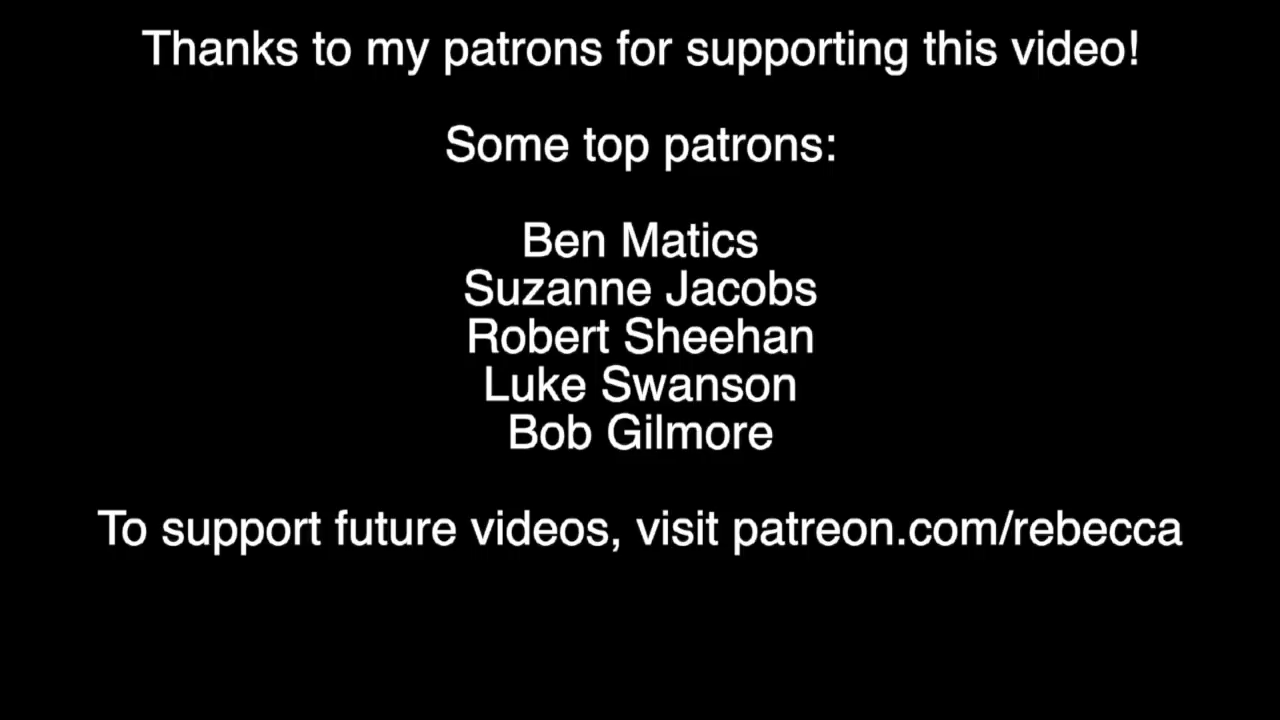 Thanks to my patrons for supporting this video!
Some top patrons:
Ben Matics
Suzanne Jacobs
Robert Sheehan
Luke Swanson
Bob Gilmore
To support future videos, visit patreon.com/rebecca